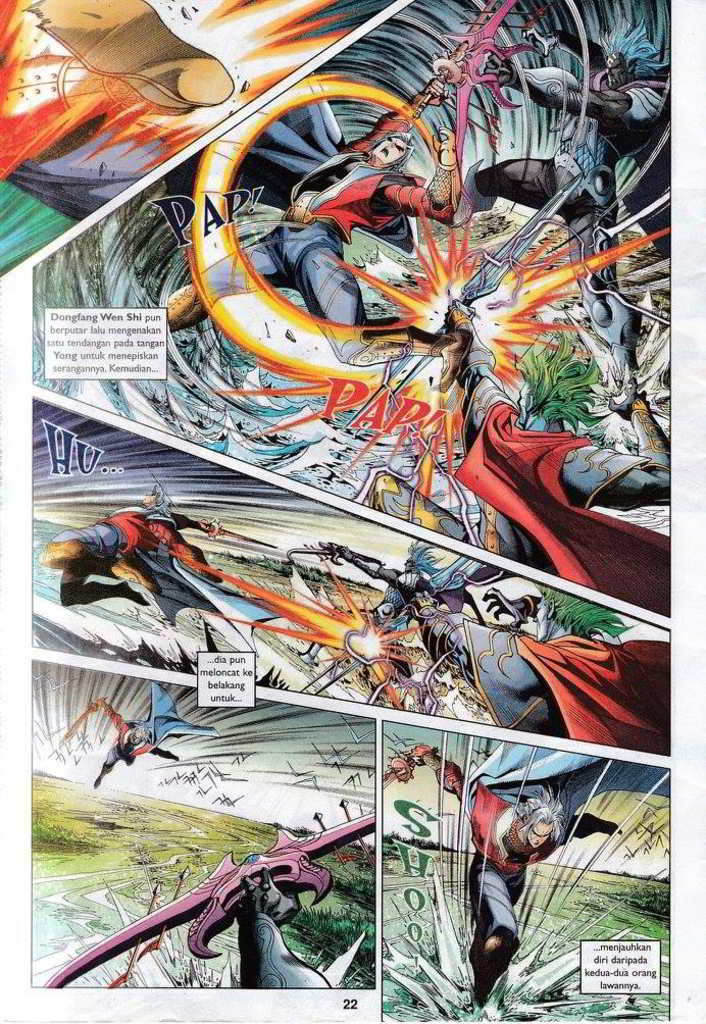 PAP!
Dongfang Wen Shi pun
berputar lalu mengenakan
satu tendangan pada tangan
Yong untuk menepiskan
serangannya. Kemudian...
PAP!
HU...
...dia pun
meloncat ke
belakang
untuk...
SHOO!
...menjauhkan
diri daripada
kedua-dua orang
lawannya.
22